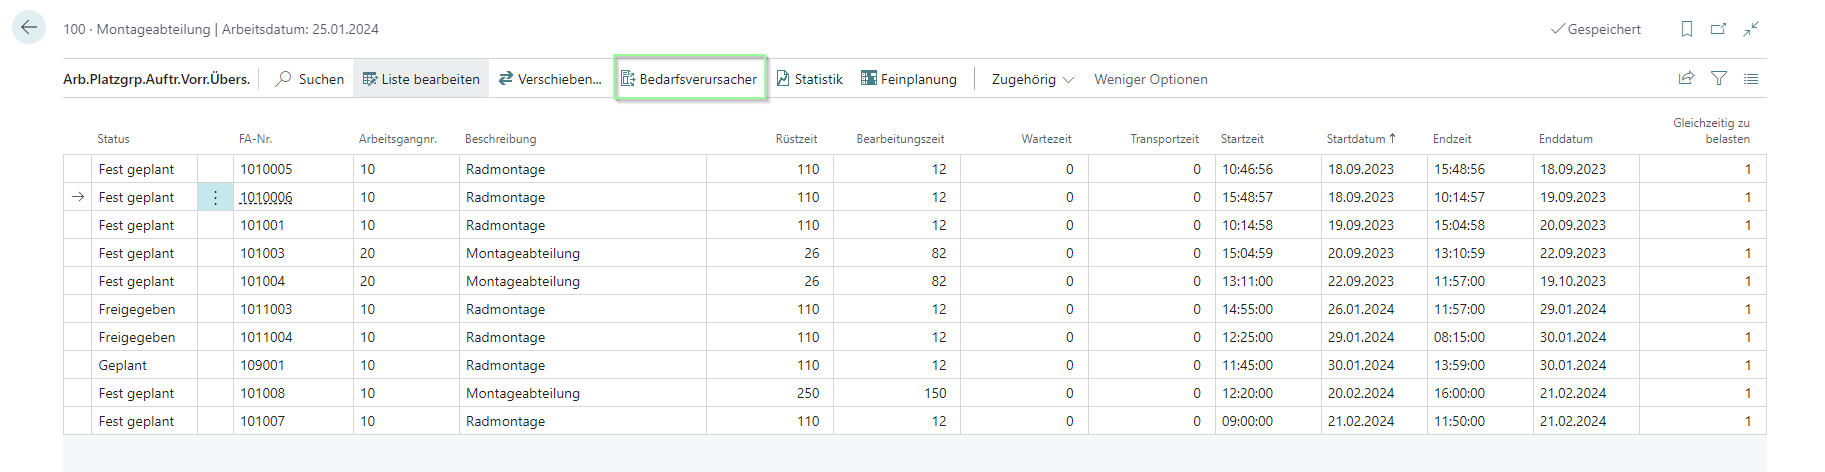 100 · Montageabteilung | Arbeitsdatum: 25.01.2024 Gespeichert
Arb.Platzgrp.Auftr.Vorr.Übers. Suchen Liste bearbeiten Verschieben... Bedarfsverursacher Statistik Feinplanung Zugehörig Weniger Optionen
Gleichzeitig zu
Status FA-Nr. Arbeitsgangnr. Beschreibung Rüstzeit Bearbeitungszeit Wartezeit Transportzeit Startzeit Startdatum ↑ Endzeit Enddatum belasten
Fest geplant 1010005 10 Radmontage 110 12 0 0 10:46:56 18.09.2023 15:48:56 18.09.2023 1
Fest geplant 1010006 10 Radmontage 110 12 0 0 15:48:57 18.09.2023 10:14:57 19.09.2023 1
Fest geplant 101001 10 Radmontage 110 12 0 0 10:14:58 19.09.2023 15:04:58 20.09.2023 1
Fest geplant 101003 20 Montageabteilung 26 82 0 0 15:04:59 20.09.2023 13:10:59 22.09.2023 1
Fest geplant 101004 20 Montageabteilung 26 82 0 0 13:11:00 22.09.2023 11:57:00 19.10.2023 1
Freigegeben 1011003 10 Radmontage 110 12 0 0 14:55:00 26.01.2024 11:57:00 29.01.2024 1
Freigegeben 1011004 10 Radmontage 110 12 0 0 12:25:00 29.01.2024 08:15:00 30.01.2024 1
Geplant 109001 10 Radmontage 110 12 0 0 11:45:00 30.01.2024 13:59:00 30.01.2024 1
Fest geplant 101008 10 Montageabteilung 250 150 0 0 12:20:00 20.02.2024 16:00:00 21.02.2024 1
Fest geplant 101007 10 Radmontage 110 12 0 0 09:00:00 21.02.2024 11:50:00 21.02.2024 1